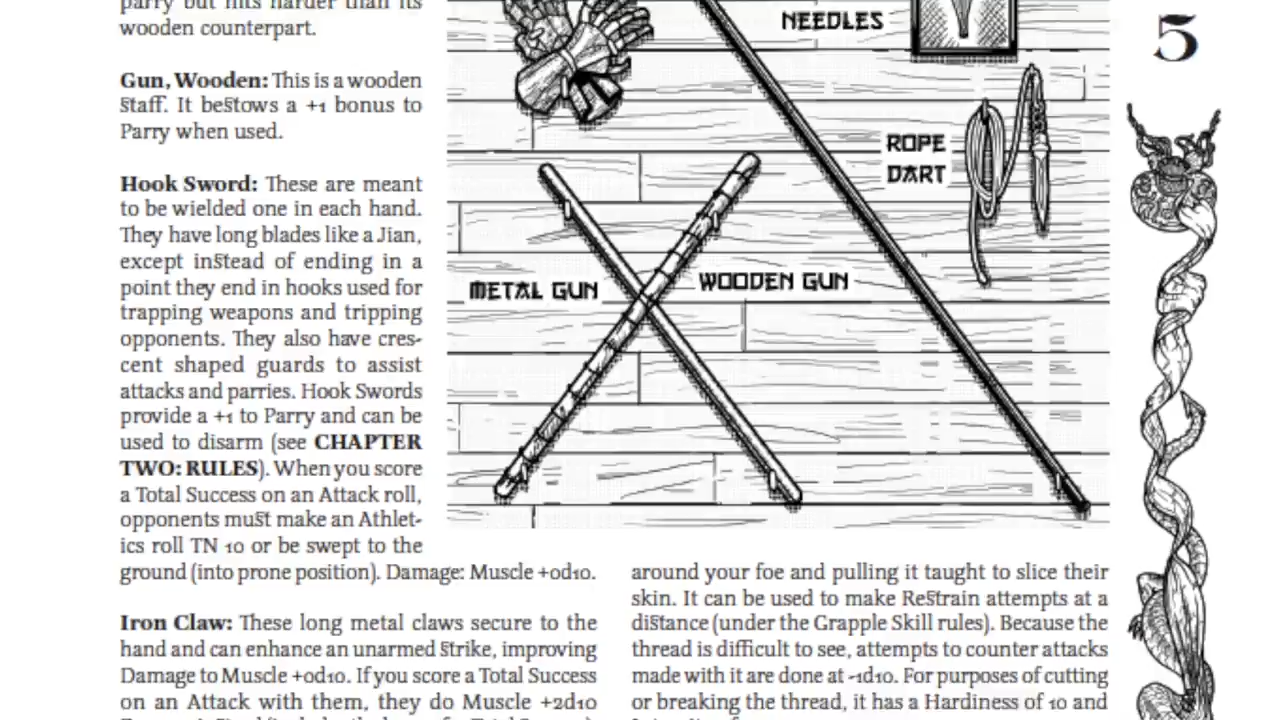 parry but hits harder than its
wooden counterpart.
Gun, Wooden: This is a wooden
staff. It bestows a +1 bonus to
Parry when used.
Hook Sword: These are meant
to be wielded one in each hand.
They have long blades like a Jian,
except instead of ending in a
point they end in hooks used for
trapping weapons and tripping
opponents. They also have cres-
cent shaped guards to assist
attacks and parries. Hook Swords
provide a +1 to Parry and can be
used to disarm (see CHAPTER
TWO: RULES). When you score
a Total Success on an Attack roll,
opponents must make an Athlet-
ics roll TN 10 or be swept to the
ground (into prone position). Damage: Muscle +0d10.
Iron Claw: These long metal claws secure to the
hand and can enhance an unarmed strike, improving
Damage to Muscle +0d10. If you score a Total Success
on an Attack with them, they do Muscle +2d10
NEEDLES
ROPE
DART
METAL GUN
WOODEN GUN
around your foe and pulling it taught to slice their
skin. It can be used to make Restrain attempts at a
distance (under the Grapple Skill rules). Because the
thread is difficult to see, attempts to counter attacks
made with it are done at -1d10. For purposes of cutting
or breaking the thread, it has a Hardiness of 10 and
5